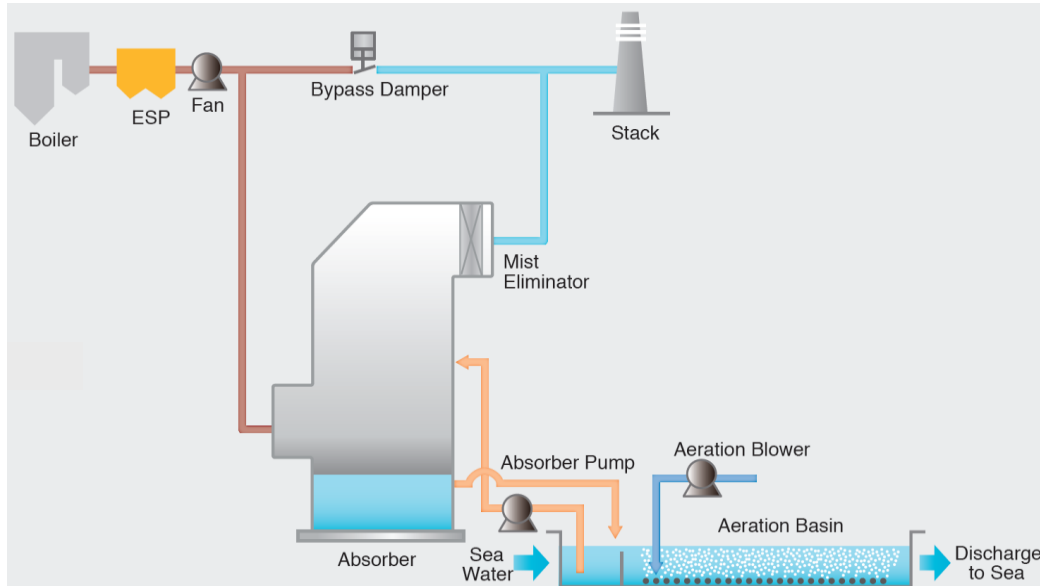 Boiler
ESP
Fan
Bypass Damper
Stack
Mist
Eliminator
Absorber Pump
Aeration Blower
Aeration Basin
Absorber
Sea
Water
Discharge
to Sea